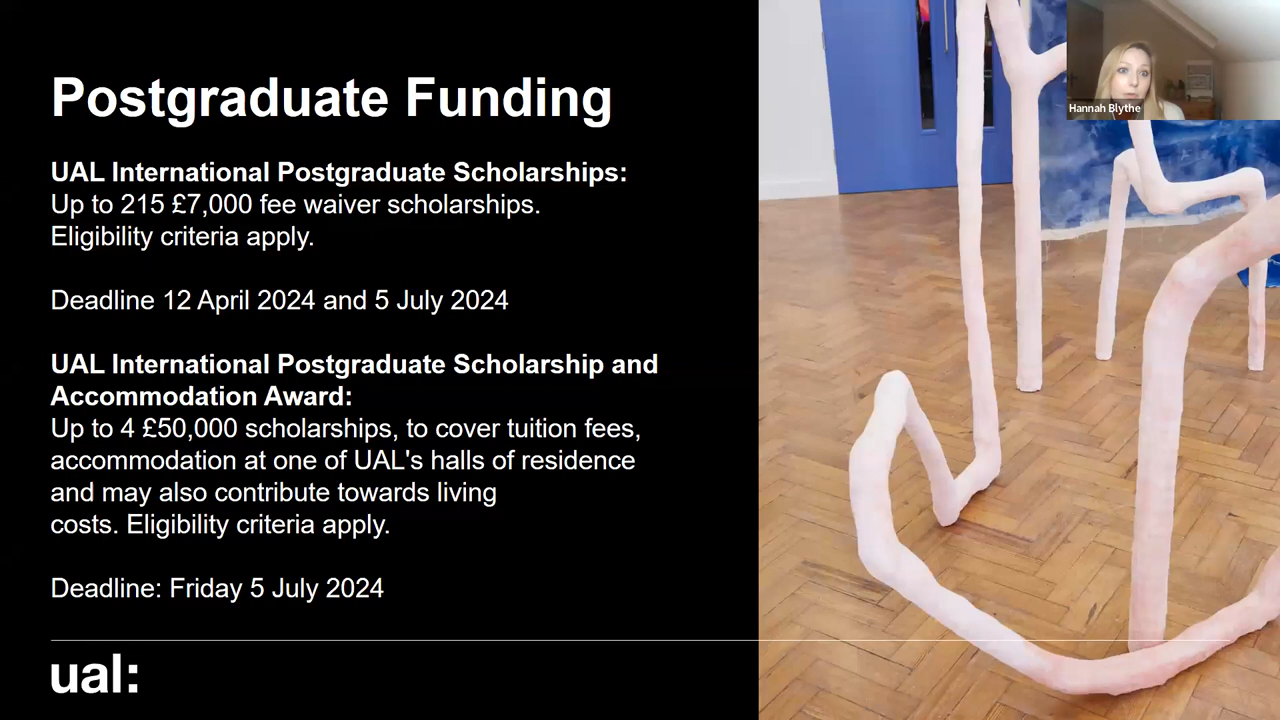 Postgraduate Funding
UAL International Postgraduate Scholarships:
Up to 215 £7,000 fee waiver scholarships.
Eligibility criteria apply.
Deadline 12 April 2024 and 5 July 2024
UAL International Postgraduate Scholarship and
Accommodation Award:
Up to 4 £50,000 scholarships, to cover tuition fees,
accommodation at one of UAL's halls of residence
and may also contribute towards living
costs. Eligibility criteria apply.
Deadline: Friday 5 July 2024
ual:
Hannah Blythe